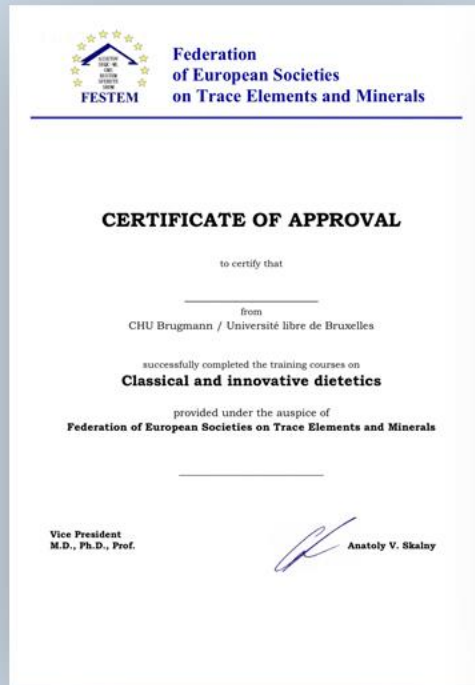 FESTEM
Federation
of European Societies
on Trace Elements and Minerals
CERTIFICATE OF APPROVAL
to certify that
from
CHU Brugmann / Université libre de Bruxelles
successfully completed the training courses on
Classical and innovative dietetics
provided under the auspice of
Federation of European Societies on Trace Elements and Minerals
Vice President
M.D., Ph.D., Prof.
Anatoly V. Skalny